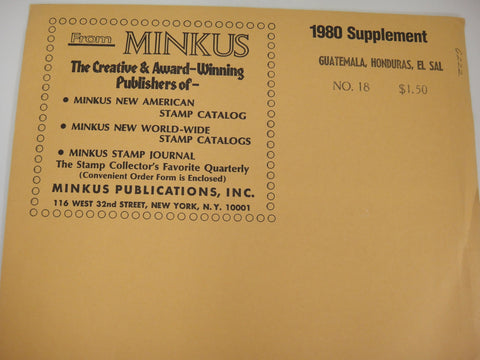 From MINKUS
The Creative & Award-Winning
Publishers of-
• MINKUS NEW AMERICAN
STAMP CATALOG
• MINKUS NEW WORLD-WIDE
STAMP CATALOGS
• MINKUS STAMP JOURNAL
The Stamp Collector's Favorite Quarterly
(Convenient Order Form is Enclosed)
MINKUS PUBLICATIONS, INC.
116 WEST 32nd STREET, NEW YORK, N. Y. 10001
1980 Supplement
GUATEMALA, HONDURAS, EL SAL
NO. 18 $1.50